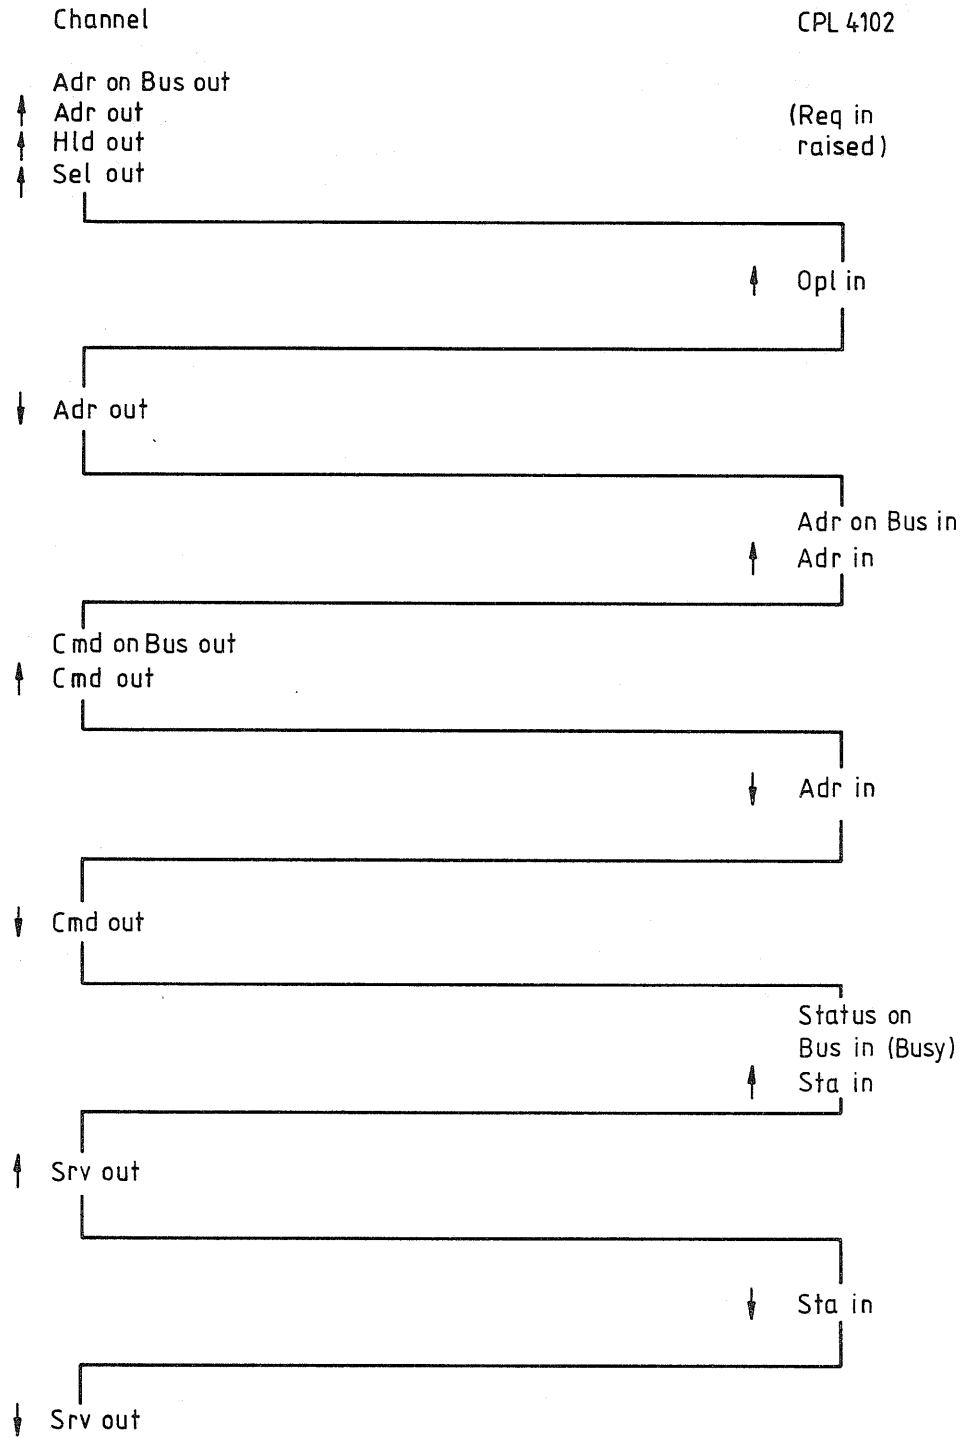 Channel
CPL 4102
Adr on Bus out
Adr out
Hld out
Sel out
(Req in
raised)
Opl in
Adr out
Adr on Bus in
Adr in
Cmd on Bus out
Cmd out
Adr in
Cmd out
Status on
Bus in (Busy)
Sta in
Srv out
Sta in
Srv out